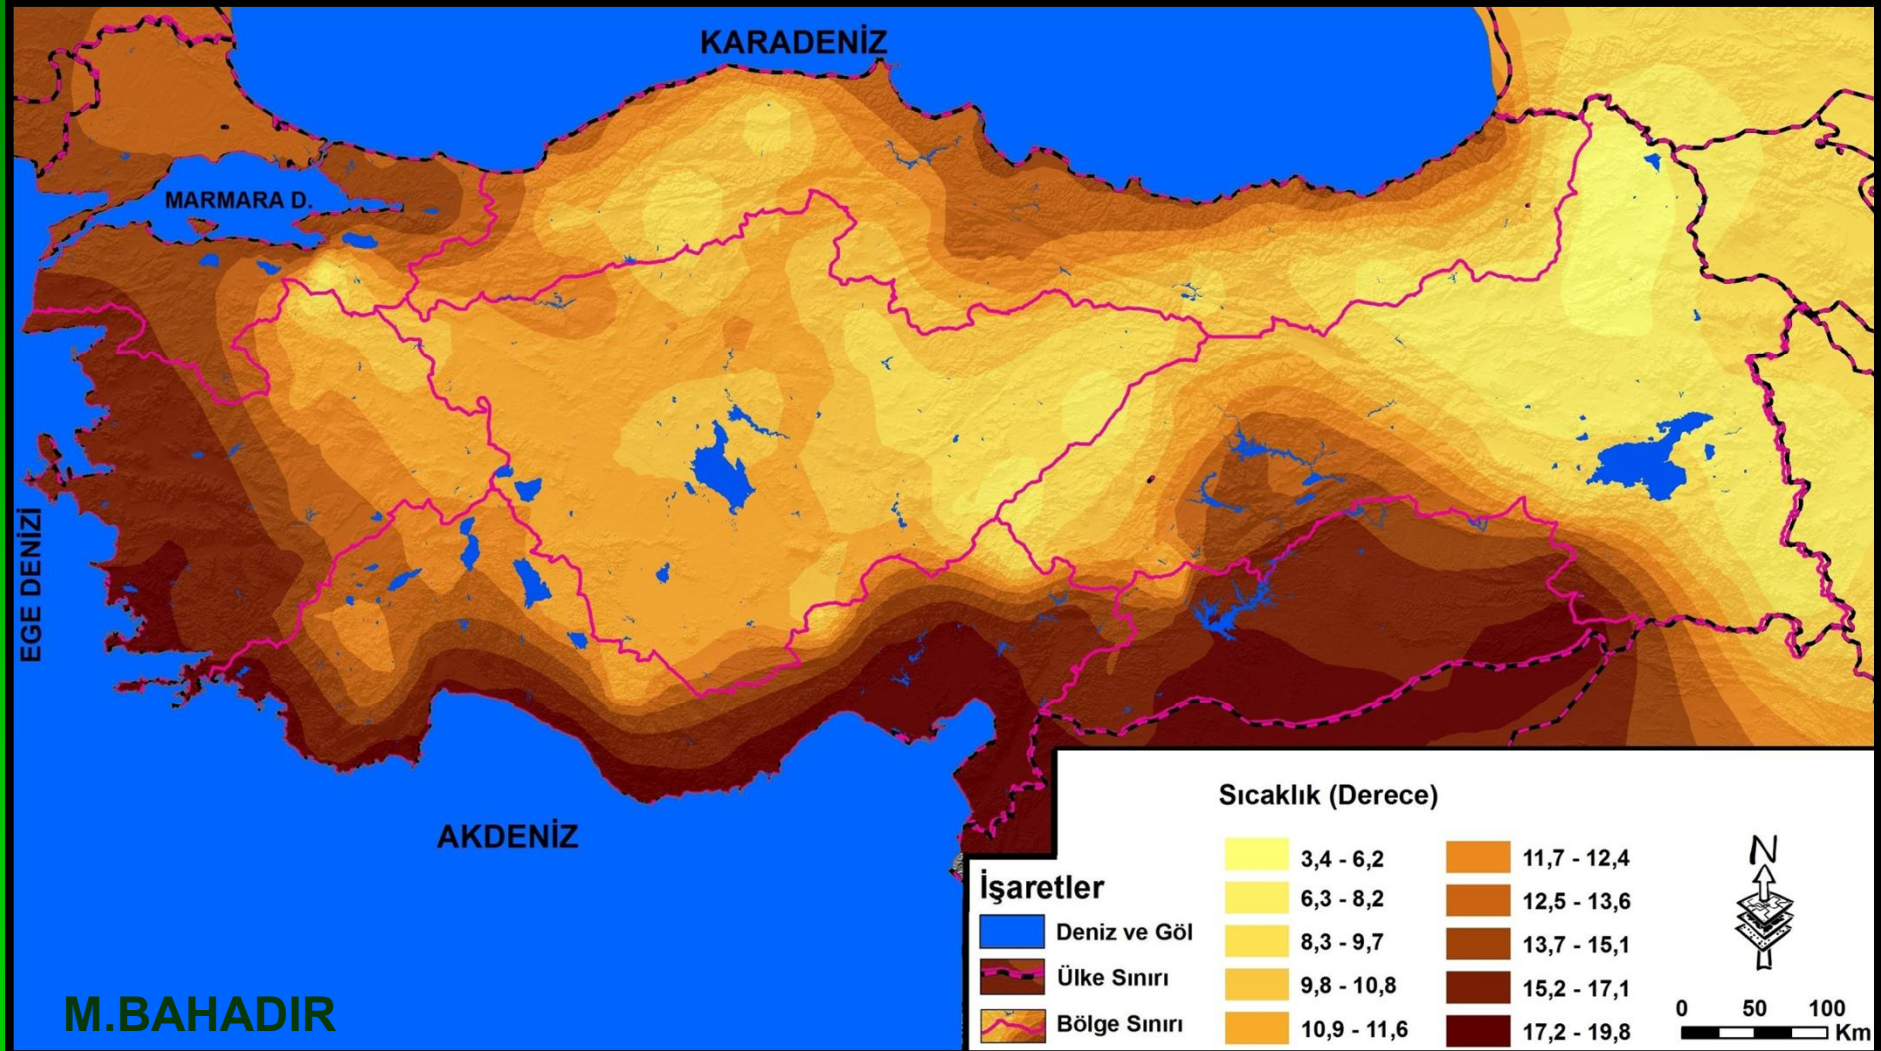 KARADENİZ
MARMARA D.
EGE DENİZİ
AKDENİZ
M.BAHADIR
Sıcaklık (Derece)
İşaretler
Deniz ve Göl
Ülke Sınırı
Bölge Sınırı
3,4 - 6,2
6,3 - 8,2
8,3 - 9,7
9,8 - 10,8
10,9 - 11,6
11,7 - 12,4
12,5 - 13,6
13,7 - 15,1
15,2 - 17,1
17,2 - 19,8
N
0 50 100
Km